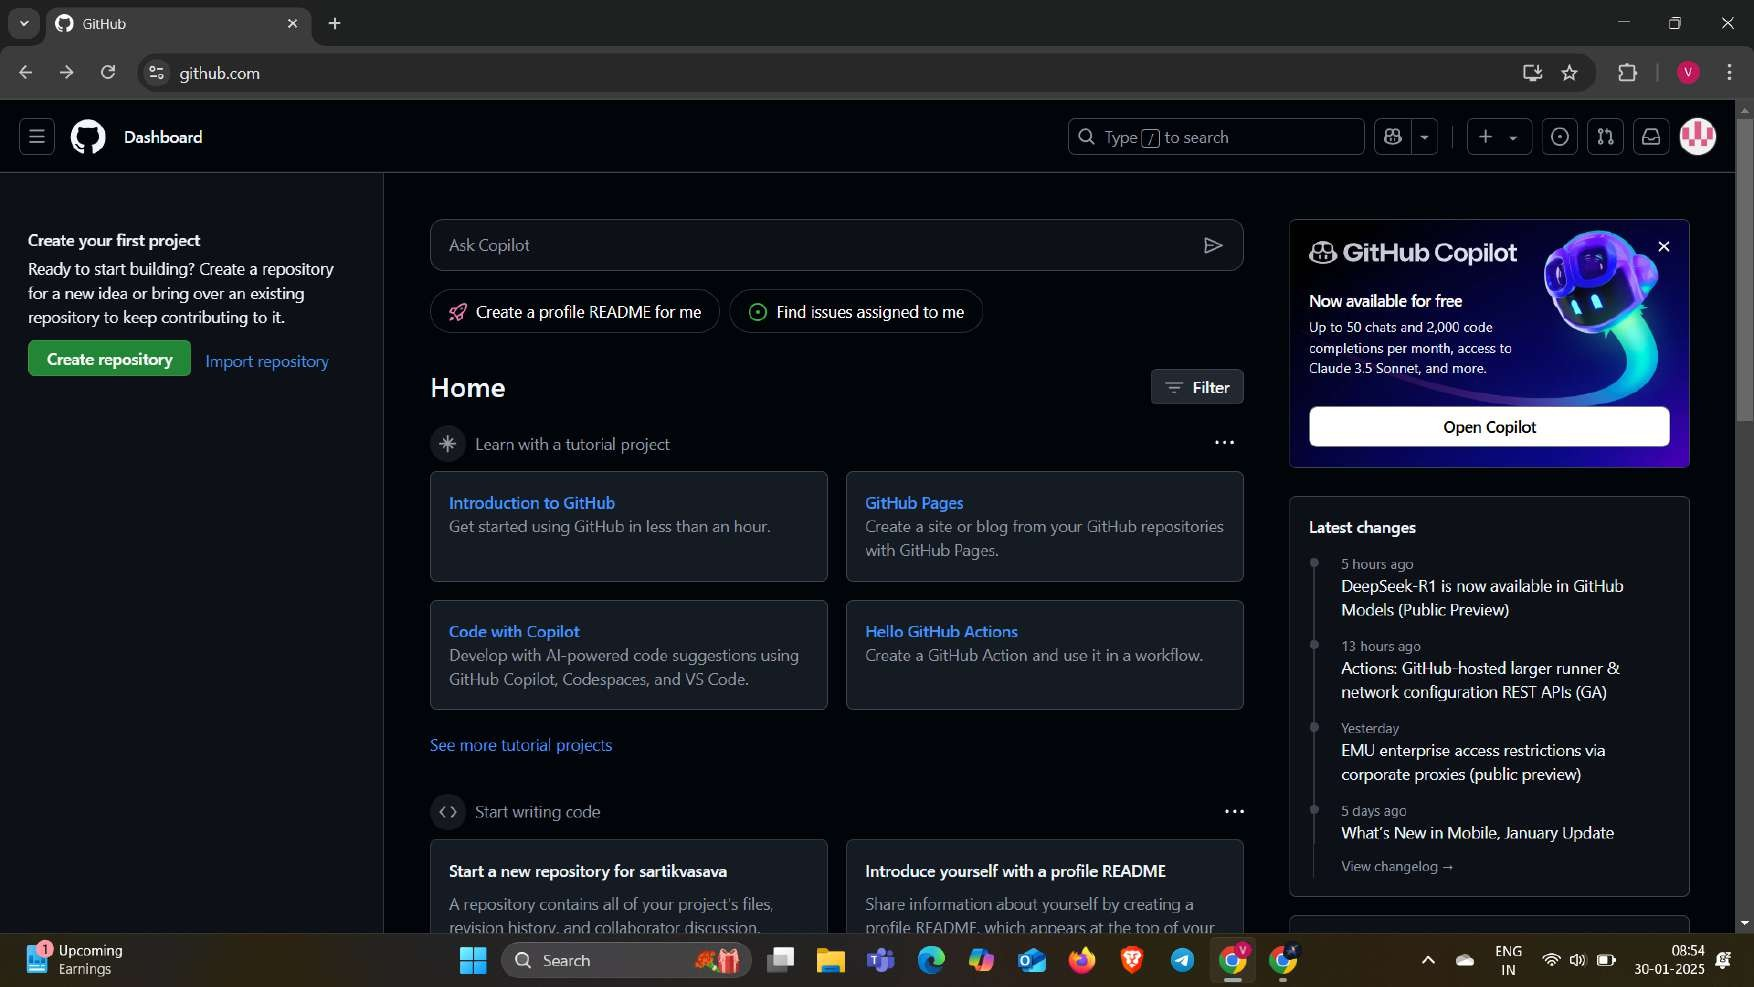 GitHub
github.com
V
Dashboard
Type / to search
Create your first project
Ready to start building? Create a repository
for a new idea or bring over an existing
repository to keep contributing to it.
Create repository
Import repository
Ask Copilot
Create a profile README for me
Find issues assigned to me
Home
Filter
Learn with a tutorial project
Introduction to GitHub
Get started using GitHub in less than an hour.
GitHub Pages
Create a site or blog from your GitHub repositories
with GitHub Pages.
Code with Copilot
Develop with AI-powered code suggestions using
GitHub Copilot, Codespaces, and VS Code.
Hello GitHub Actions
Create a GitHub Action and use it in a workflow.
See more tutorial projects
Start writing code
Start a new repository for sartikvasava
A repository contains all of your project's files,
revision history, and collaborator discussion.
Introduce yourself with a profile README
Share information about yourself by creating a
profile README, which appears at the top of your
GitHub Copilot
Now available for free
Up to 50 chats and 2,000 code
completions per month, access to
Claude 3.5 Sonnet, and more.
Open Copilot
Latest changes
5 hours ago
DeepSeek-R1 is now available in GitHub
Models (Public Preview)
13 hours ago
Actions: GitHub-hosted larger runner &
network configuration REST APIs (GA)
Yesterday
EMU enterprise access restrictions via
corporate proxies (public preview)
5 days ago
What's New in Mobile, January Update
View changelog →
1
Upcoming
Earnings
Search
V
ENG
IN
08:54
30-01-2025